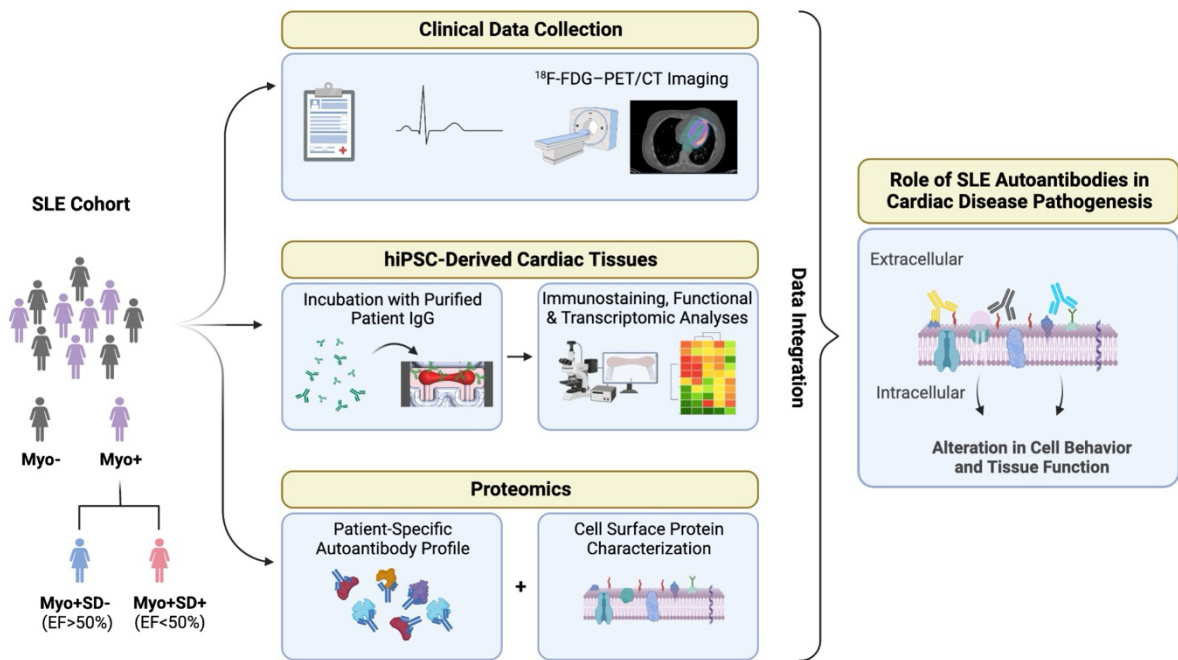 SLE Cohort
Myo-
Myo+
Myo+SD-
(EF>50%)
Myo+SD+
(EF<50%)
Clinical Data Collection
¹⁸F-FDG–PET/CT Imaging
hiPSC-Derived Cardiac Tissues
Incubation with Purified
Patient IgG
Immunostaining, Functional
& Transcriptomic Analyses
Proteomics
Patient-Specific
Autoantibody Profile
+
Cell Surface Protein
Characterization
Data Integration
Role of SLE Autoantibodies in
Cardiac Disease Pathogenesis
Extracellular
Intracellular
Alteration in Cell Behavior
and Tissue Function